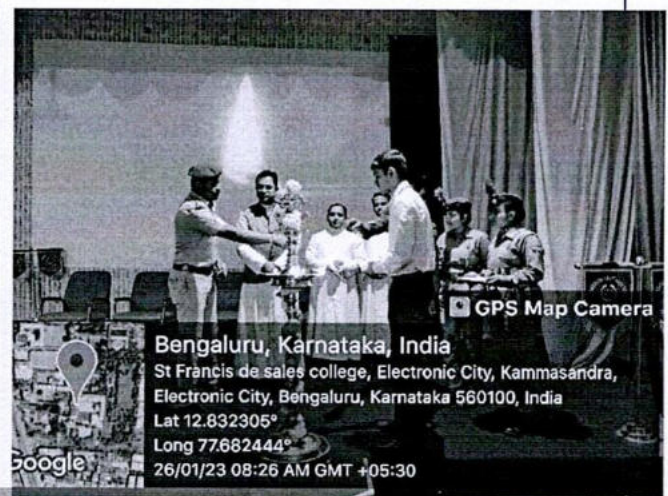 GPS Map Camera
Bengaluru, Karnataka, India
St Francis de sales college, Electronic City, Kammasandra,
Electronic City, Bengaluru, Karnataka 560100, India
Lat 12.832305°
Long 77.682444°
26/01/23 08:26 AM GMT +05:30
Google